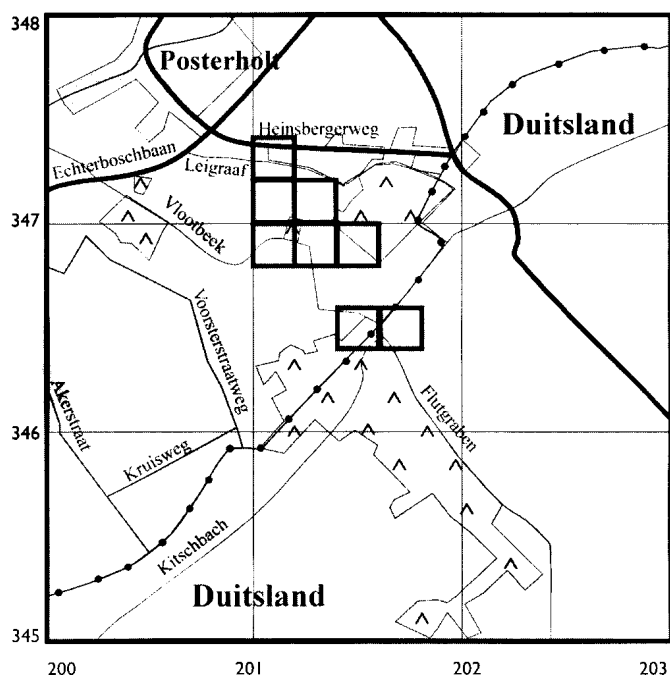 348
Posterholt
Duitsland
Heinsbergerweg
Echterboschbaan
Leigraaf
347
Vlootbeek
Voorsterstraatweg
Akerstraat
Flutgraben
346
Kruisweg
Kitschbach
Duitsland
345
200 201 202 203